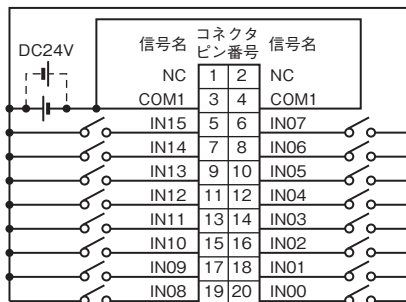 DC24V
信号名 コネクタピン番号 信号名
NC 1 2 NC
COM1 3 4 COM1
IN15 5 6 IN07
IN14 7 8 IN06
IN13 9 10 IN05
IN12 11 12 IN04
IN11 13 14 IN03
IN10 15 16 IN02
IN09 17 18 IN01
IN08 19 20 IN00